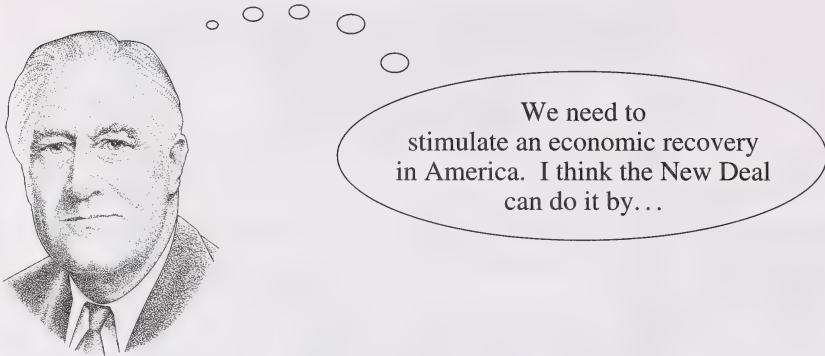 We need to
stimulate an economic recovery
in America. I think the New Deal
can do it by...